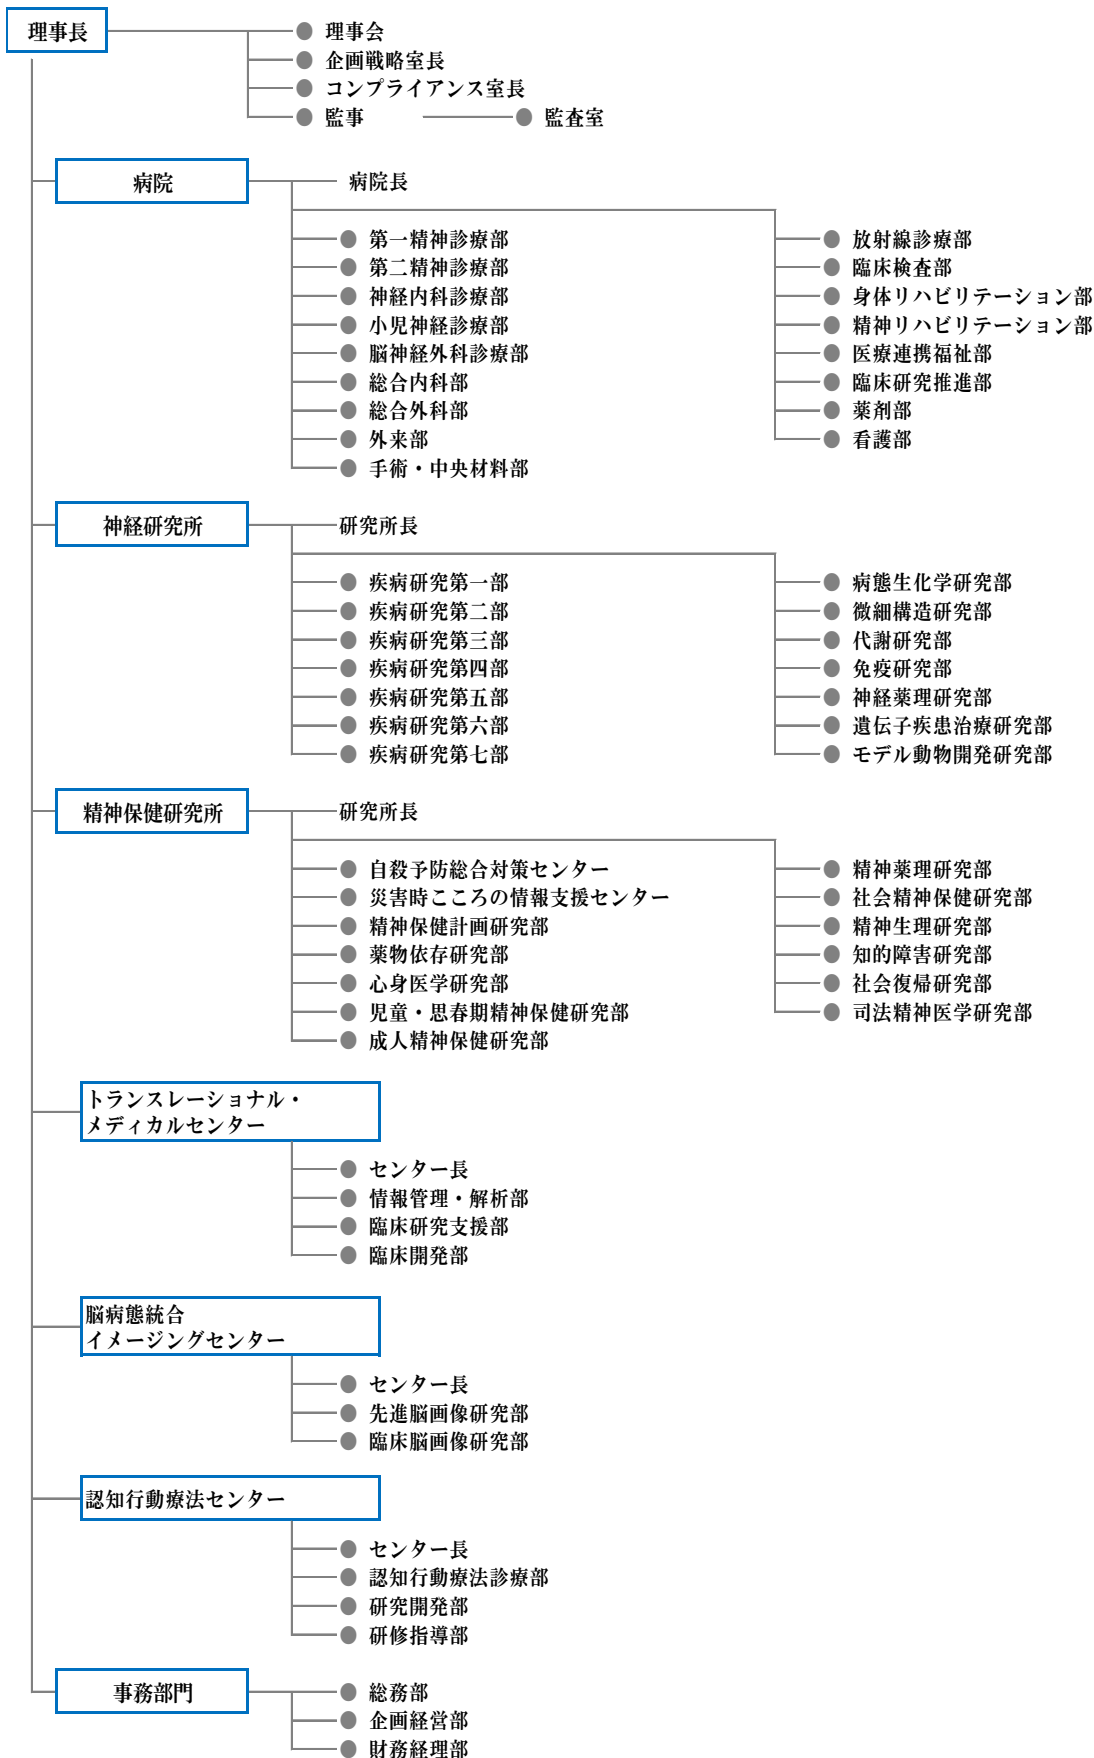 理事長
理事会
企画戦略室長
コンプライアンス室長
監事
監査室
病院
病院長
第一精神診療部
第二精神診療部
神経内科診療部
小児神経診療部
脳神経外科診療部
総合内科部
総合外科部
外来部
手術・中央材料部
放射線診療部
臨床検査部
身体リハビリテーション部
精神リハビリテーション部
医療連携福祉部
臨床研究推進部
薬剤部
看護部
神経研究所
研究所長
疾病研究第一部
疾病研究第二部
疾病研究第三部
疾病研究第四部
疾病研究第五部
疾病研究第六部
疾病研究第七部
病態生化学研究部
微細構造研究部
代謝研究部
免疫研究部
神経薬理研究部
遺伝子疾患治療研究部
モデル動物開発研究部
精神保健研究所
研究所長
自殺予防総合対策センター
災害時こころの情報支援センター
精神保健計画研究部
薬物依存研究部
心身医学研究部
児童・思春期精神保健研究部
成人精神保健研究部
精神薬理研究部
社会精神保健研究部
精神生理研究部
知的障害研究部
社会復帰研究部
司法精神医学研究部
トランスレーショナル・
メディカルセンター
センター長
情報管理・解析部
臨床研究支援部
臨床開発部
脳病態統合
イメージングセンター
センター長
先進脳画像研究部
臨床脳画像研究部
認知行動療法センター
センター長
認知行動療法診療部
研究開発部
研修指導部
事務部門
総務部
企画経営部
財務経理部